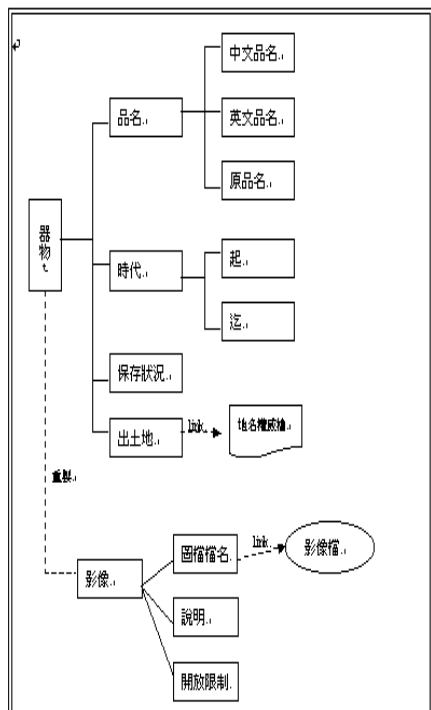 中文品名
品名
英文品名
原品名
器物
時代
起
迄
保存狀況
出土地
link
地名權威檔
重製
影像
圖檔檔名
link
影像檔
說明
開放限制